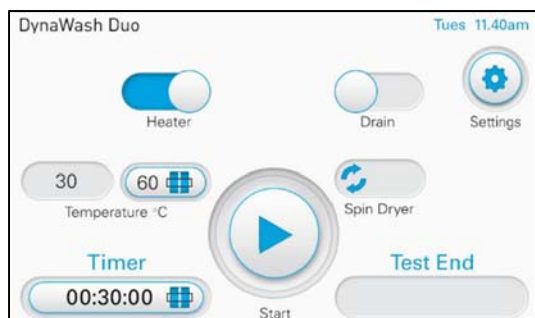 DynaWash Duo
Tues 11.40am
Heater
Drain
Settings
30
60
Temperature °C
Spin Dryer
Timer
Test End
00:30:00
Start